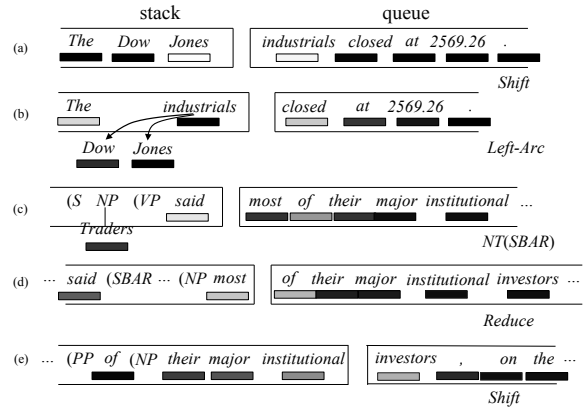 stack queue
(a) The Dow Jones industrials closed at 2569.26 .
Shift
(b) The industrials closed at 2569.26 .
Dow Jones Left-Arc
(c) (S NP (VP said most of their major institutional ...
Traders NT(SBAR)
(d) ... said (SBAR ... (NP most of their major institutional investors ...
Reduce
(e) ... (PP of (NP their major institutional investors , on the ...
Shift